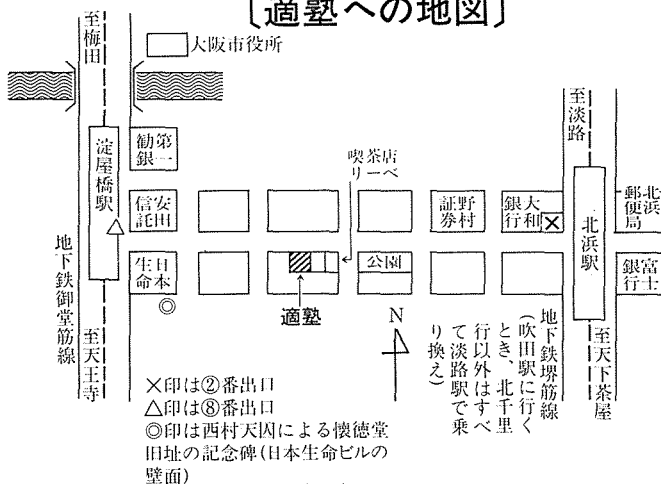 〔適塾への地図〕
至梅田
大阪市役所
淀屋橋駅
第一
勧銀
安田
信託
日本
生命
地下鉄御堂筋線
至天王寺
喫茶店
リーベ
適塾
公園
野村
証券
大和
銀行
至淡路
北浜駅
北浜
郵便局
富士
銀行
至天下茶屋
地下鉄堺筋線
(吹田駅に行く
とき、北千里
行以外はすべ
て淡路駅で乗
り換え)
N
×印は②番出口
△印は⑧番出口
◎印は西村天囚による懐徳堂
旧址の記念碑(日本生命ビルの
壁面)